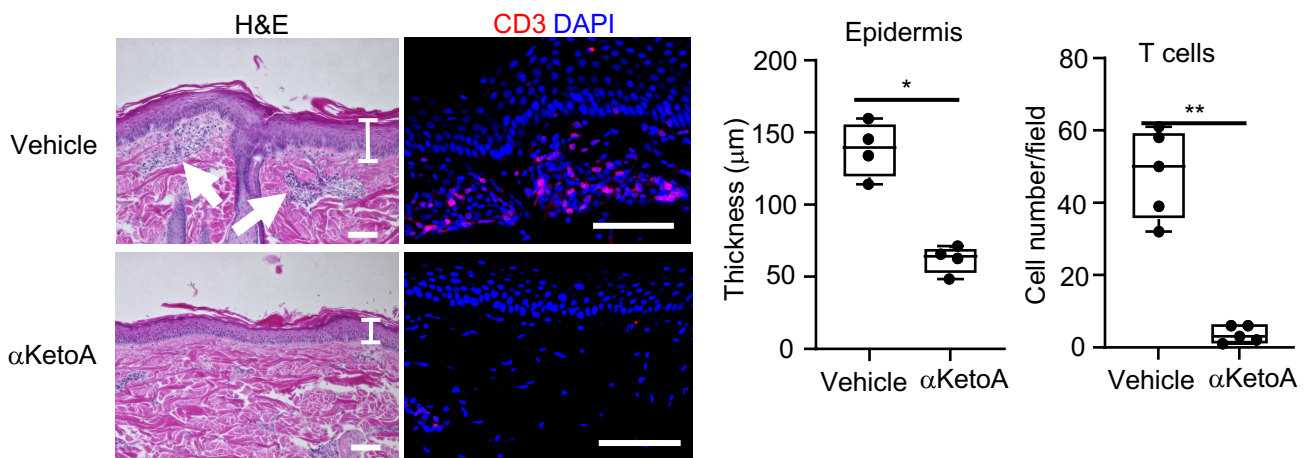 H&E
CD3 DAPI
Vehicle
αKetoA
Epidermis
*
Thickness (μm)
200
150
100
50
0
Vehicle
αKetoA
T cells
**
Cell number/field
80
60
40
20
0
Vehicle
αKetoA